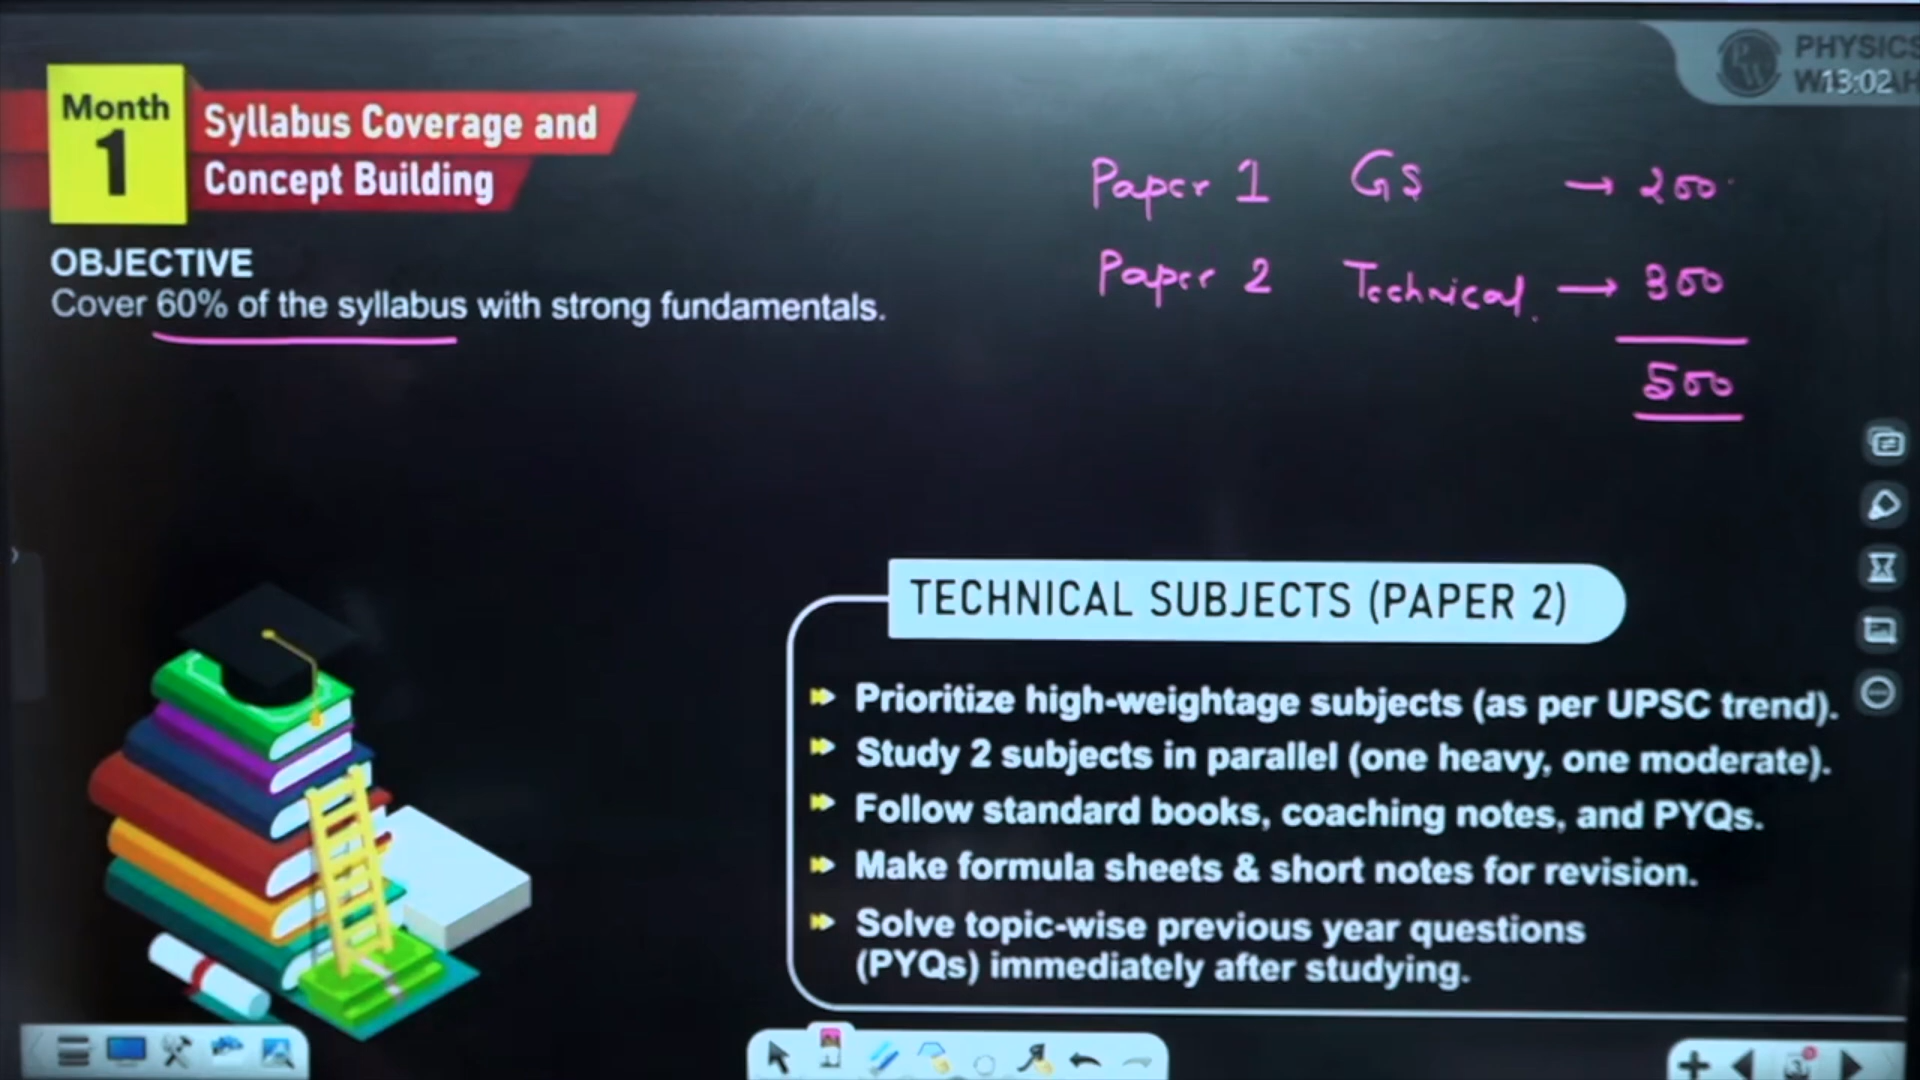 PHYSICS
13:02
Month
1
Syllabus Coverage and
Concept Building
OBJECTIVE
Cover 60% of the syllabus with strong fundamentals.
Paper 1 GS → 200
Paper 2 Technical. → 300
500
TECHNICAL SUBJECTS (PAPER 2)
Prioritize high-weightage subjects (as per UPSC trend).
Study 2 subjects in parallel (one heavy, one moderate).
Follow standard books, coaching notes, and PYQs.
Make formula sheets & short notes for revision.
Solve topic-wise previous year questions
(PYQs) immediately after studying.